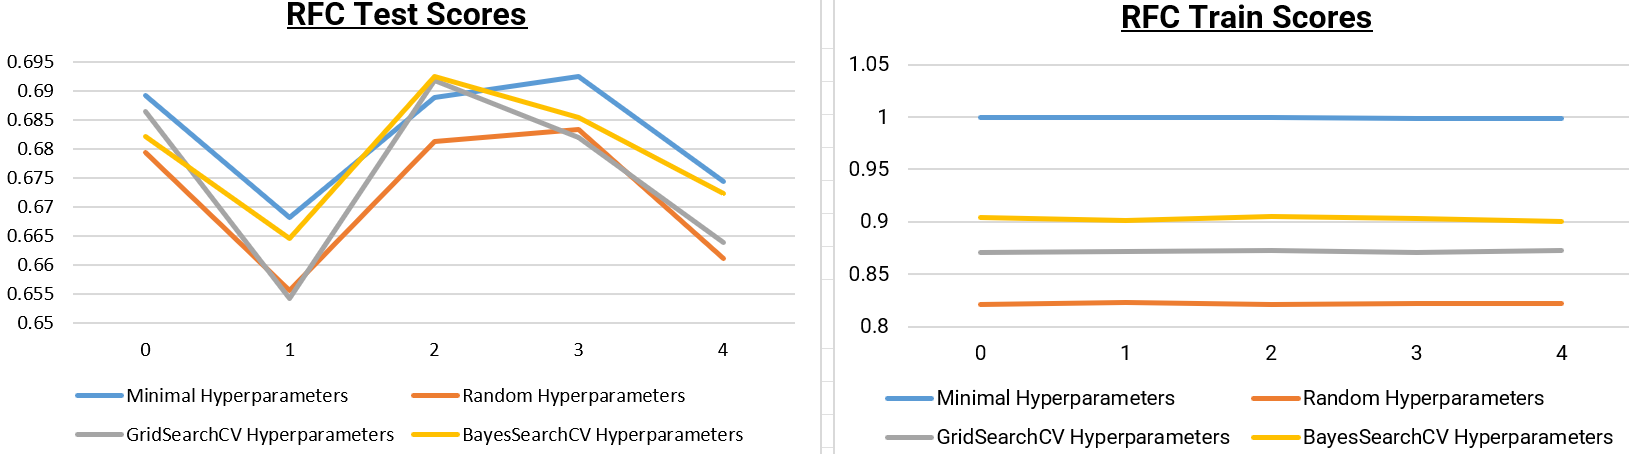 RFC Test Scores
0.695
0.69
0.685
0.68
0.675
0.67
0.665
0.66
0.655
0.65
0 1 2 3 4
Minimal Hyperparameters Random Hyperparameters
GridSearchCV Hyperparameters BayesSearchCV Hyperparameters
RFC Train Scores
1.05
1
0.95
0.9
0.85
0.8
0 1 2 3 4
Minimal Hyperparameters Random Hyperparameters
GridSearchCV Hyperparameters BayesSearchCV Hyperparameters